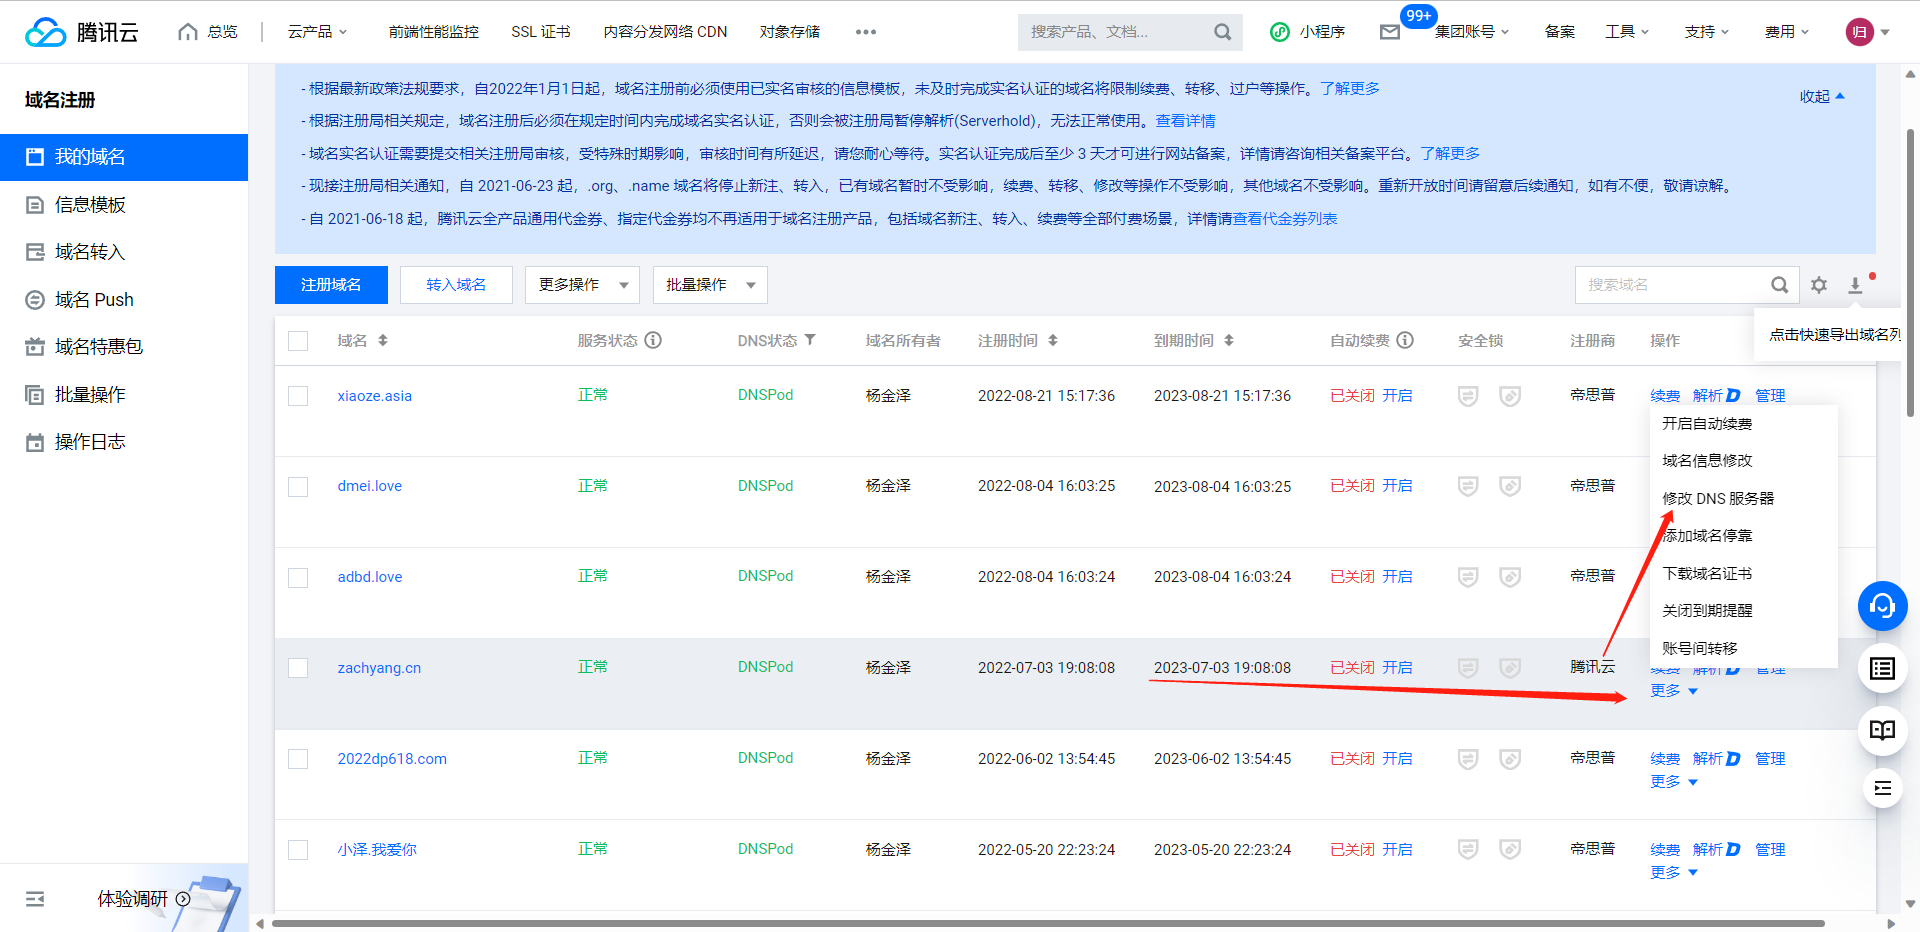 腾讯云 总览 云产品 前端性能监控 SSL 证书 内容分发网络 CDN 对象存储 ••• 搜索产品、文档... 小程序 99+ 集团账号 备案 工具 支持 费用 归
域名注册
我的域名
信息模板
域名转入
域名 Push
域名特惠包
批量操作
操作日志
体验调研
- 根据最新政策法规要求，自2022年1月1日起，域名注册前必须使用已实名审核的信息模板，未及时完成实名认证的域名将限制续费、转移、过户等操作。了解更多
收起
- 根据注册局相关规定，域名注册后必须在规定时间内完成域名实名认证，否则会被注册局暂停解析(Serverhold)，无法正常使用。查看详情
- 域名实名认证需要提交相关注册局审核，受特殊时期影响，审核时间有所延迟，请您耐心等待。实名认证完成后至少 3 天才可进行网站备案，详情请咨询相关备案平台。了解更多
- 现接注册局相关通知，自 2021-06-23 起，.org、.name 域名将停止新注、转入，已有域名暂时不受影响，续费、转移、修改等操作不受影响，其他域名不受影响。重新开放时间请留意后续通知，如有不便，敬请谅解。
- 自 2021-06-18 起，腾讯云全产品通用代金券、指定代金券均不再适用于域名注册产品，包括域名新注、转入、续费等全部付费场景，详情请查看代金券列表
注册域名 转入域名 更多操作 批量操作 搜索域名
点击快速导出域名列
域名 服务状态 DNS状态 域名所有者 注册时间 到期时间 自动续费 安全锁 注册商 操作
xiaoze.asia 正常 DNSPod 杨金泽 2022-08-21 15:17:36 2023-08-21 15:17:36 已关闭 开启 帝思普 续费 解析 管理
开启自动续费
域名信息修改
修改 DNS 服务器
添加域名停靠
下载域名证书
关闭到期提醒
账号间转移
dmei.love 正常 DNSPod 杨金泽 2022-08-04 16:03:25 2023-08-04 16:03:25 已关闭 开启 帝思普
adbd.love 正常 DNSPod 杨金泽 2022-08-04 16:03:24 2023-08-04 16:03:24 已关闭 开启 帝思普
zachyang.cn 正常 DNSPod 杨金泽 2022-07-03 19:08:08 2023-07-03 19:08:08 已关闭 开启 腾讯云 续费 解析 管理
更多
2022dp618.com 正常 DNSPod 杨金泽 2022-06-02 13:54:45 2023-06-02 13:54:45 已关闭 开启 帝思普 续费 解析 管理
更多
小泽.我爱你 正常 DNSPod 杨金泽 2022-05-20 22:23:24 2023-05-20 22:23:24 已关闭 开启 帝思普 续费 解析 管理
更多